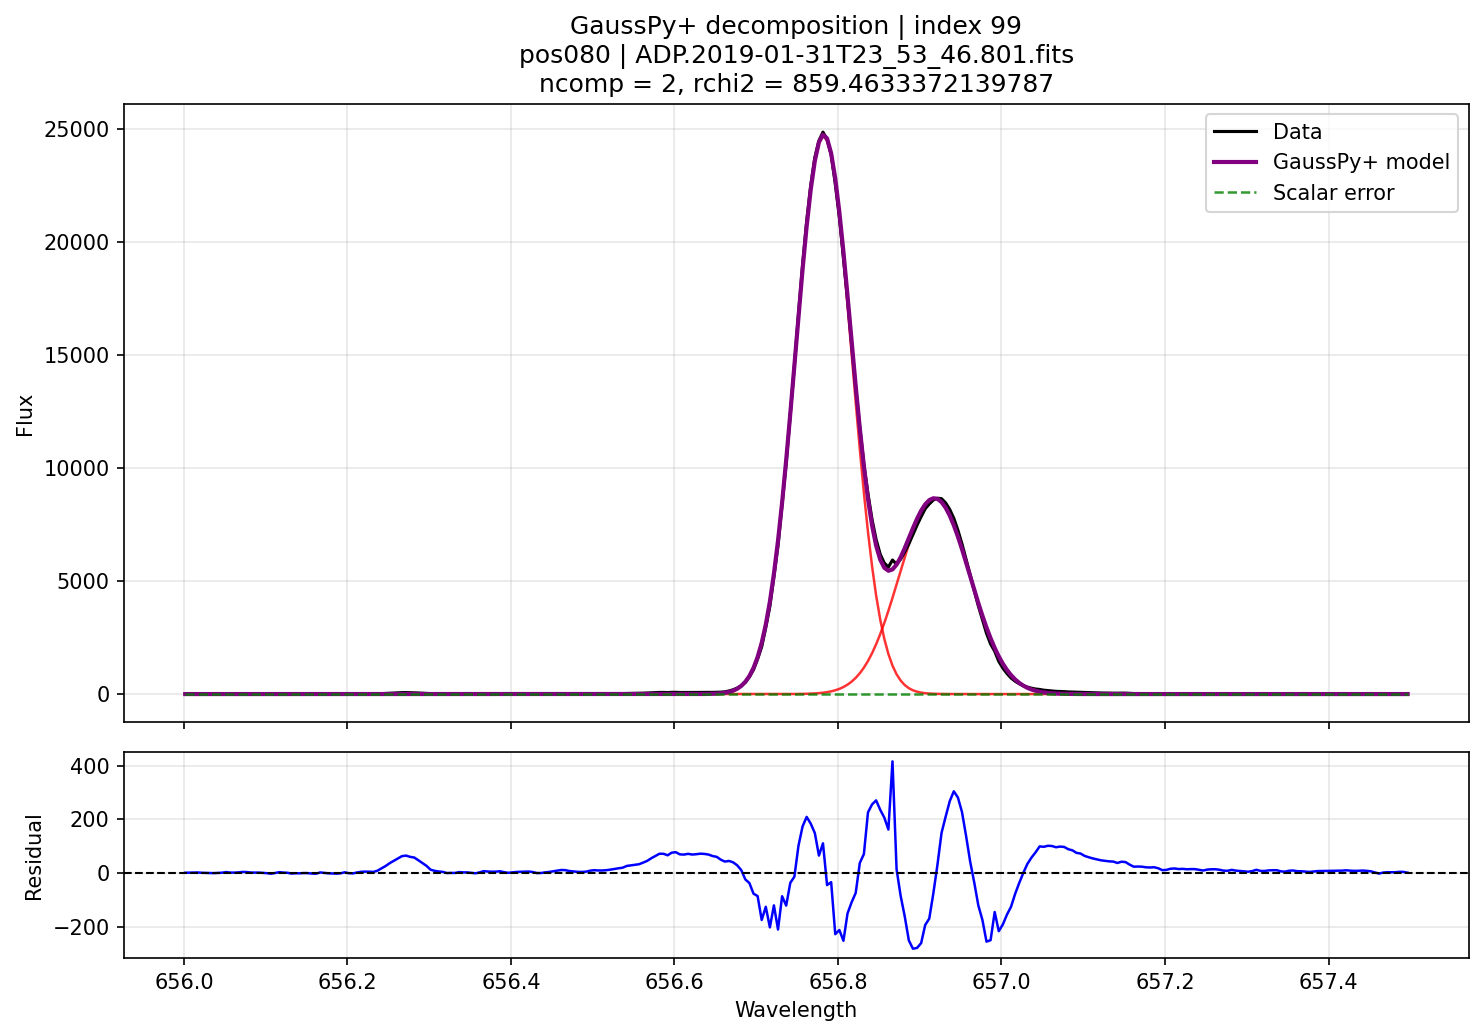 GaussPy+ decomposition | index 99
pos080 | ADP.2019-01-31T23_53_46.801.fits
ncomp = 2, rchi2 = 859.4633372139787
Data
GaussPy+ model
Scalar error
25000
20000
15000
10000
5000
0
Flux
400
200
0
−200
Residual
656.0
656.2
656.4
656.6
656.8
657.0
657.2
657.4
Wavelength